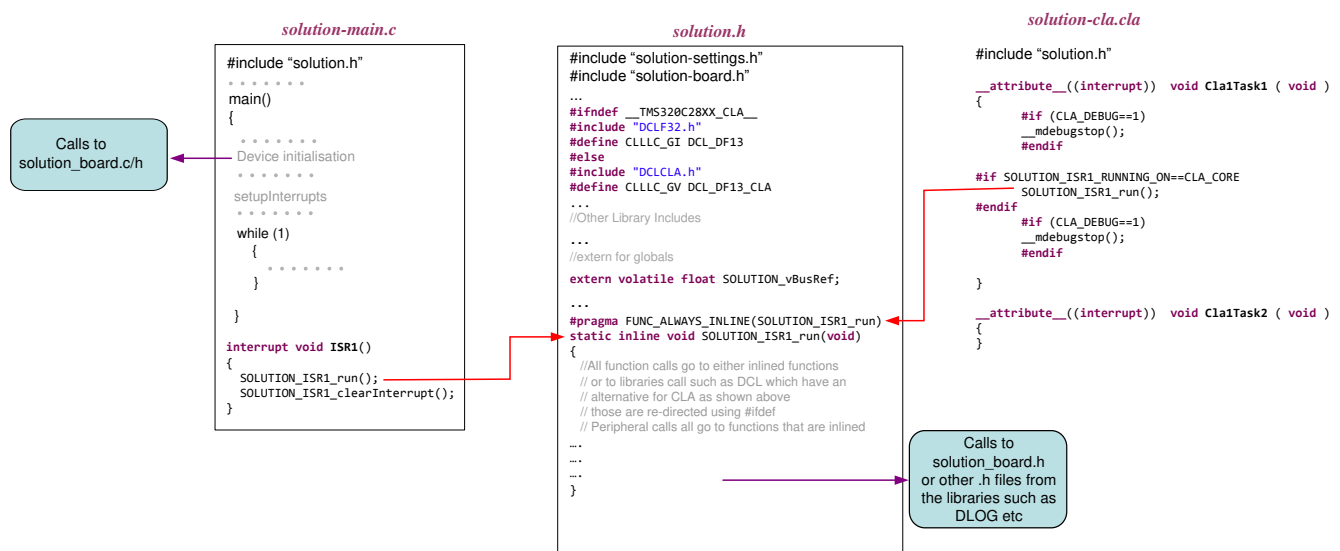 solution-main.c
#include “solution.h”
. . . . . . .
main()
{
. . . . . . .
Device initialisation
. . . . . . .
setupInterrupts
. . . . . . .
while (1)
{
. . . . . . .
}
}
interrupt void ISR1()
{
SOLUTION_ISR1_run();
SOLUTION_ISR1_clearInterrupt();
}
Calls to
solution_board.c/h
solution.h
#include “solution-settings.h”
#include “solution-board.h”
...
#ifndef __TMS320C28XX_CLA__
#include "DCLF32.h"
#define CLLLC_GI DCL_DF13
#else
#include "DCLCLA.h"
#define CLLLC_GV DCL_DF13_CLA
...
//Other Library Includes
...
//extern for globals
extern volatile float SOLUTION_vBusRef;
...
#pragma FUNC_ALWAYS_INLINE(SOLUTION_ISR1_run)
static inline void SOLUTION_ISR1_run(void)
{
//All function calls go to either inlined functions
// or to libraries call such as DCL which have an
// alternative for CLA as shown above
// those are re-directed using #ifdef
// Peripheral calls all go to functions that are inlined
….
….
….
}
Calls to
solution_board.h
or other .h files from
the libraries such as
DLOG etc
solution-cla.cla
#include “solution.h”
__attribute__((interrupt)) void Cla1Task1 ( void )
{
#if (CLA_DEBUG==1)
__mdebugstop();
#endif
#if SOLUTION_ISR1_RUNNING_ON==CLA_CORE
SOLUTION_ISR1_run();
#endif
#if (CLA_DEBUG==1)
__mdebugstop();
#endif
}
__attribute__((interrupt)) void Cla1Task2 ( void )
{
}